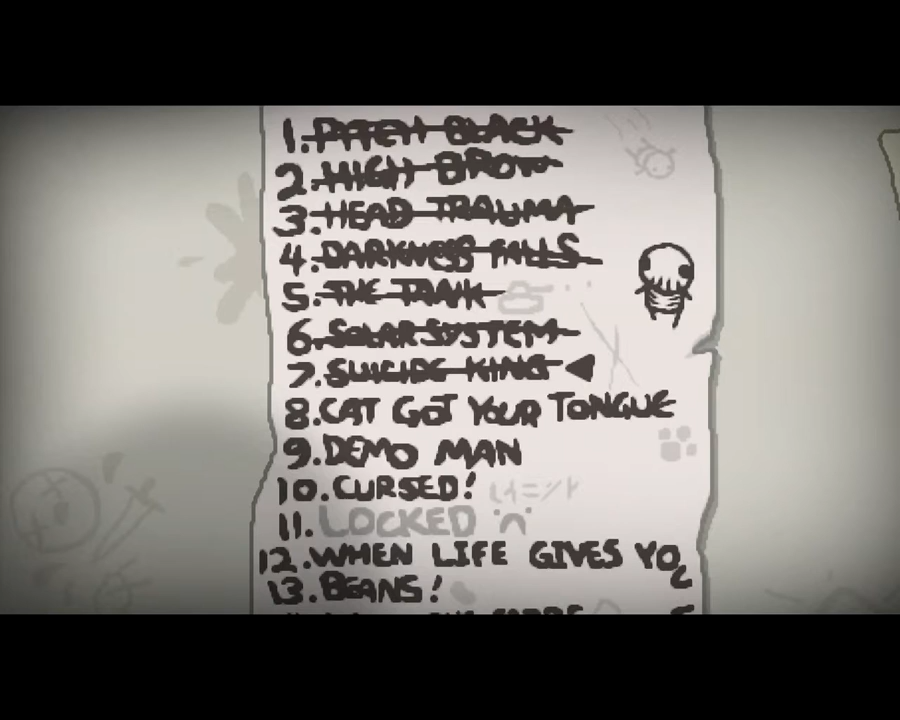 1. PITCH BLACK
2. HIGH BROW
3. HEAD TRAUMA
4. DARKNESS FALLS
5. THE TANK
6. SOLAR SYSTEM
7. SUICIDE KING
8. CAT GOT YOUR TONGUE
9. DEMO MAN
10. CURSED!
11. LOCKED
12. WHEN LIFE GIVES YO
13. BEANS!